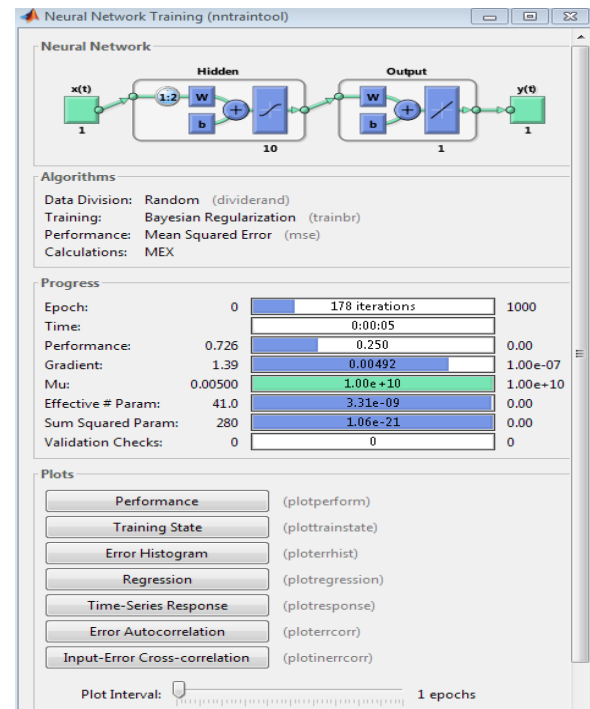 Neural Network Training (nntraintool)
Neural Network
Hidden Output
x(t) 1:2 W W y(t)
b b
1 10 1 1
Algorithms
Data Division: Random (dividerand)
Training: Bayesian Regularization (trainbr)
Performance: Mean Squared Error (mse)
Calculations: MEX
Progress
Epoch: 0 178 iterations 1000
Time: 0:00:05
Performance: 0.726 0.250 0.00
Gradient: 1.39 0.00492 1.00e-07
Mu: 0.00500 1.00e+10 1.00e+10
Effective # Param: 41.0 3.31e-09 0.00
Sum Squared Param: 280 1.06e-21 0.00
Validation Checks: 0 0 0
Plots
Performance (plotperform)
Training State (plottrainstate)
Error Histogram (ploterrhist)
Regression (plotregression)
Time-Series Response (plotresponse)
Error Autocorrelation (ploterrcorr)
Input-Error Cross-correlation (plotinerrcorr)
Plot Interval: 1 epochs